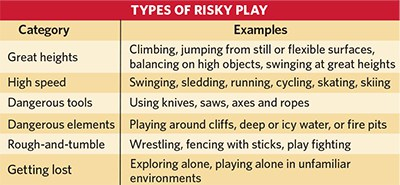 TYPES OF RISKY PLAY
Category Examples
Great heights Climbing, jumping from still or flexible surfaces,
balancing on high objects, swinging at great heights
High speed Swinging, sledding, running, cycling, skating, skiing
Dangerous tools Using knives, saws, axes and ropes
Dangerous elements Playing around cliffs, deep or icy water, or fire pits
Rough-and-tumble Wrestling, fencing with sticks, play fighting
Getting lost Exploring alone, playing alone in unfamiliar
environments